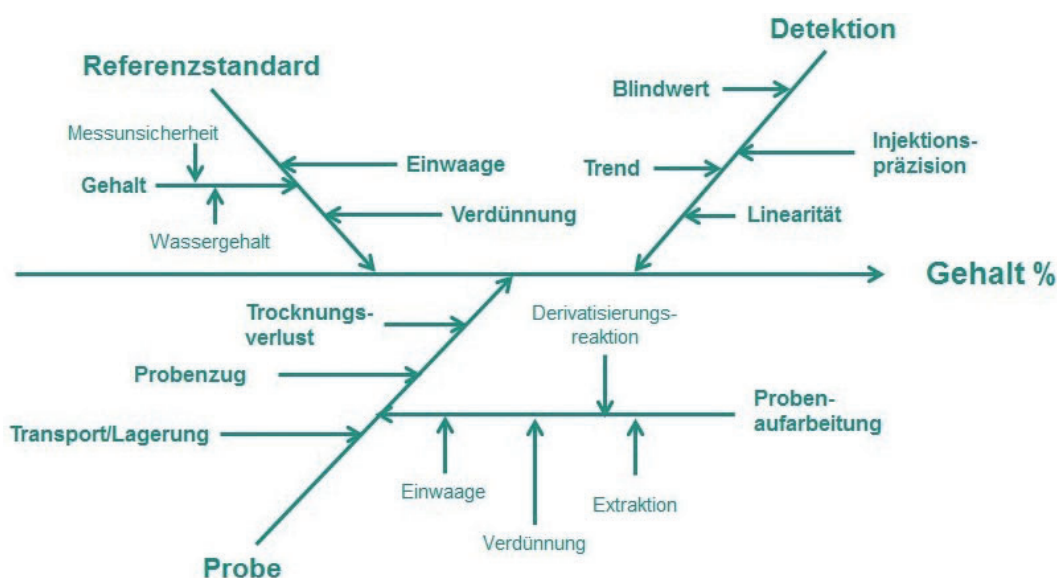 Detektion
Referenzstandard
Blindwert
Messunsicherheit
Injektions-
präzision
Einwaage
Trend
Gehalt
Verdünnung
Linearität
Wassergehalt
Gehalt %
Trocknungs-
verlust
Derivatisierungs-
reaktion
Probenzug
Proben-
aufarbeitung
Transport/Lagerung
Einwaage
Extraktion
Verdünnung
Probe